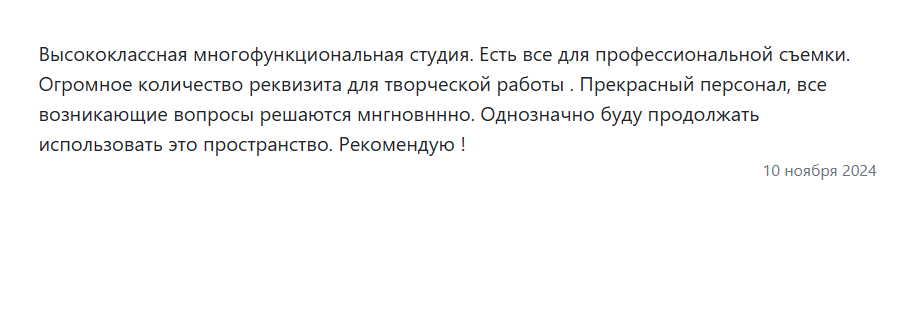 Высококлассная многофункциональная студия. Есть все для профессиональной съемки.
Огромное количество реквизита для творческой работы . Прекрасный персонал, все
возникающие вопросы решаются мнгновннно. Однозначно буду продолжать
использовать это пространство. Рекомендую !
10 ноября 2024